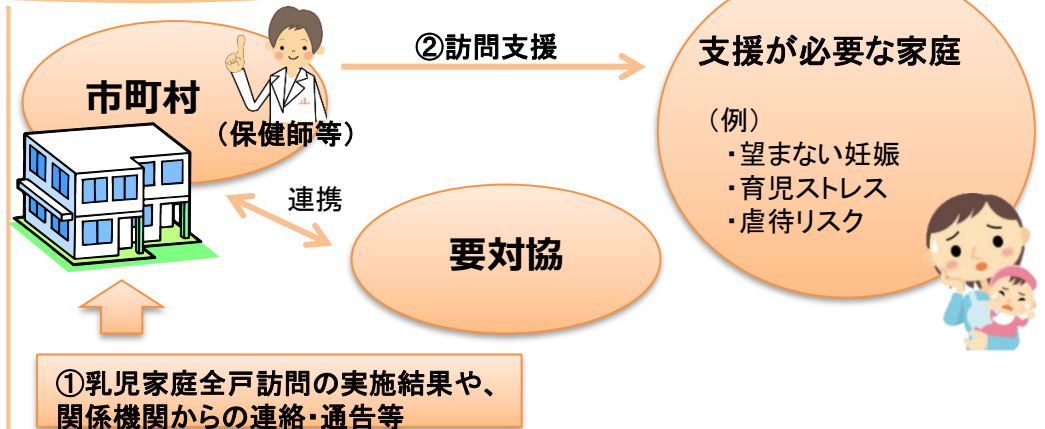 ②訪問支援
支援が必要な家庭
市町村
(保健師等)
(例)
・望まない妊娠
・育児ストレス
・虐待リスク
連携
要対協
①乳児家庭全戸訪問の実施結果や、
関係機関からの連絡・通告等